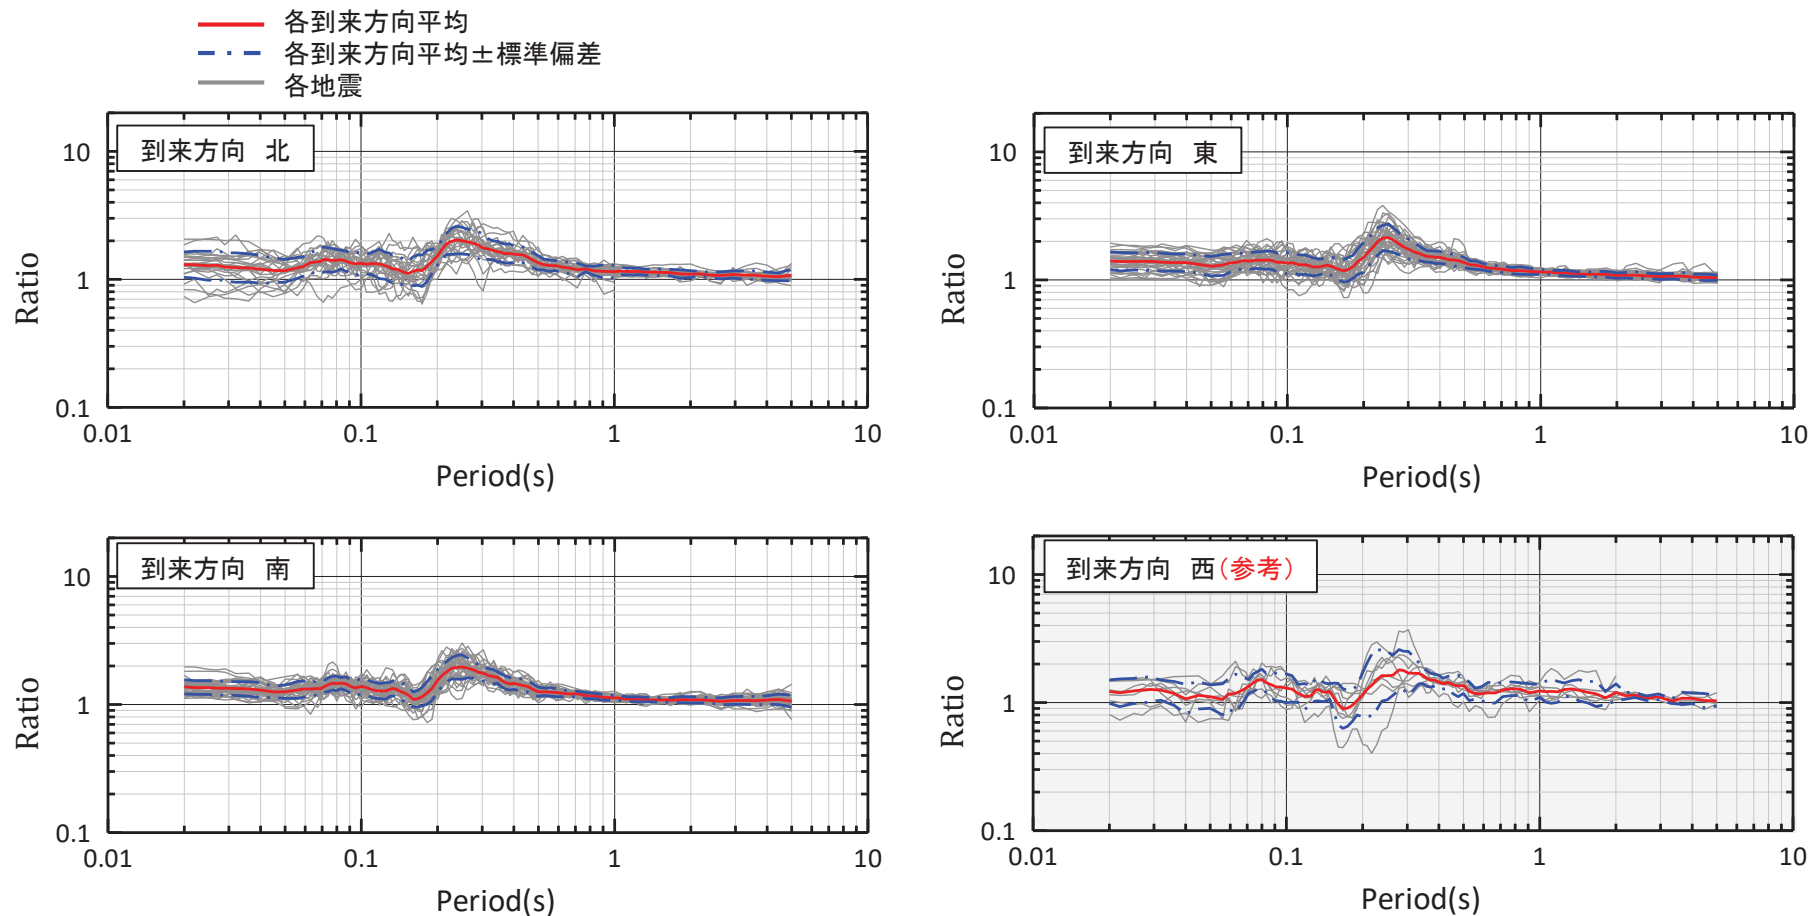 各到来方向平均
各到来方向平均±標準偏差
各地震
到来方向 北
10
1
0.1
Ratio
0.01 0.1 1 10
Period(s)
到来方向 東
10
1
0.1
Ratio
0.01 0.1 1 10
Period(s)
到来方向 南
10
1
0.1
Ratio
0.01 0.1 1 10
Period(s)
到来方向 西(参考)
10
1
0.1
Ratio
0.01 0.1 1 10
Period(s)